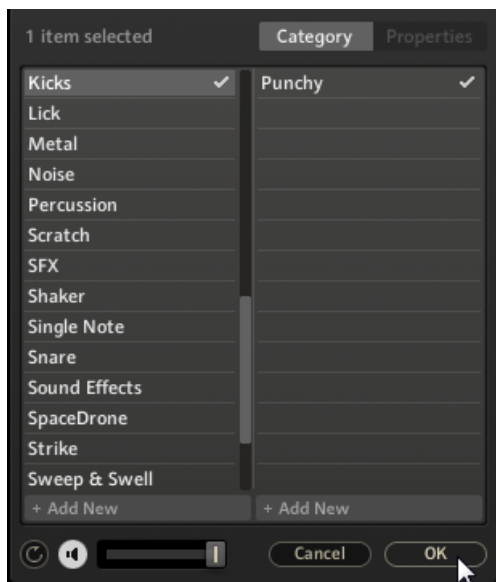 1 item selected
Category
Properties
Kicks
Punchy
Lick
Metal
Noise
Percussion
Scratch
SFX
Shaker
Single Note
Snare
Sound Effects
SpaceDrone
Strike
Sweep & Swell
+ Add New
+ Add New
Cancel
OK